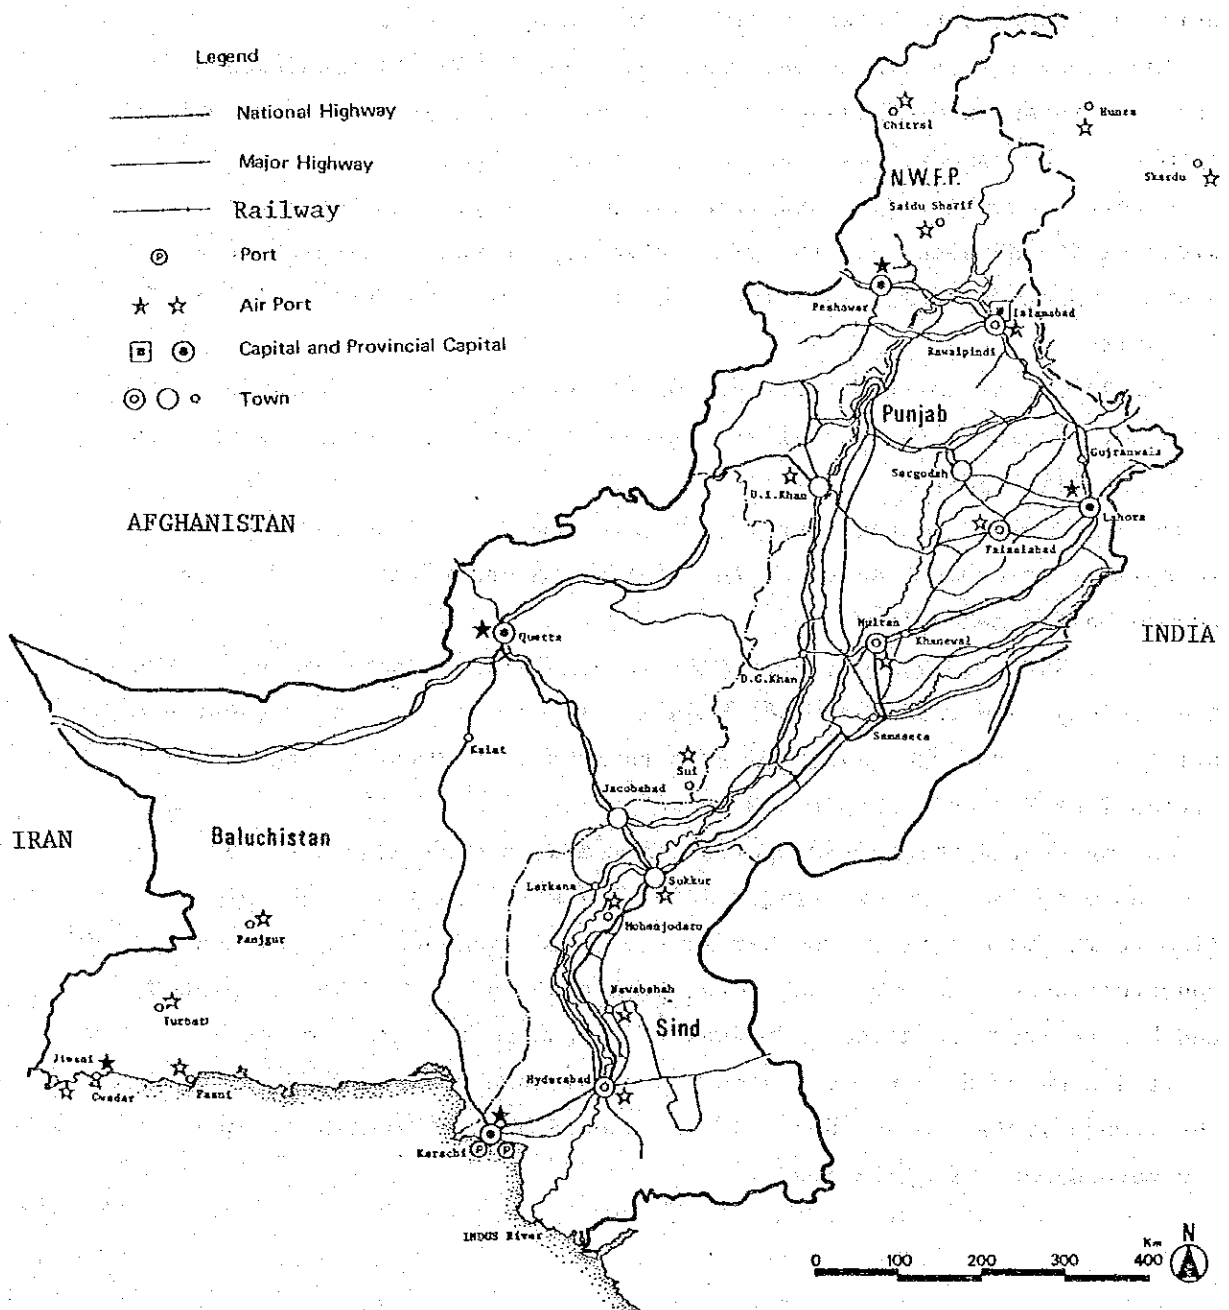 Legend
National Highway
Major Highway
Railway
P Port
Air Port
Capital and Provincial Capital
Town
Chitral
Hunza
Skardu
N.W.F.P.
Saidu Sharif
Peshawar
Islamabad
Rawalpindi
Punjab
Gujranwala
Sargodah
D.I.Khan
Lahore
AFGHANISTAN
Faisalabad
Multan
Khanewal
INDIA
Quetta
D.G.Khan
Samaseta
Kalat
Sui
Jacobabad
IRAN
Baluchistan
Larkana
Sukkur
Mohanjodaro
Panjgur
Nawabshah
Sind
Turbat
Jiwani
Gwadar
Pasni
Hyderabad
Karachi P P
INDUS River
Km N
0 100 200 300 400